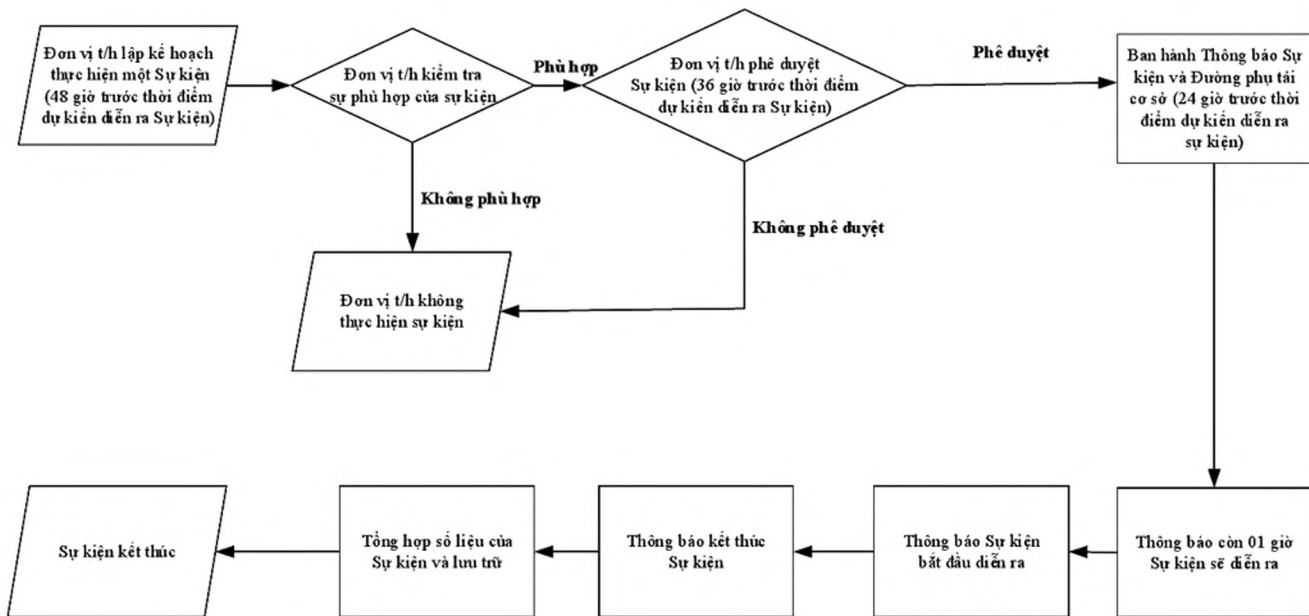 Đơn vị t/h lập kế hoạch
thực hiện một Sự kiện
(48 giờ trước thời điểm
dự kiến diễn ra Sự kiện)
Đơn vị t/h kiểm tra
sự phù hợp của sự kiện
Phù hợp
Đơn vị t/h phê duyệt
Sự kiện (36 giờ trước thời điểm
dự kiến diễn ra Sự kiện)
Phê duyệt
Ban hành Thông báo Sự
kiện và Đường phụ tải
cơ sở (24 giờ trước thời
điểm dự kiến diễn ra
sự kiện)
Không phù hợp
Không phê duyệt
Đơn vị t/h không
thực hiện sự kiện
Sự kiện kết thúc
Tổng hợp số liệu của
Sự kiện và lưu trữ
Thông báo kết thúc
Sự kiện
Thông báo Sự kiện
bắt đầu diễn ra
Thông báo còn 01 giờ
Sự kiện sẽ diễn ra